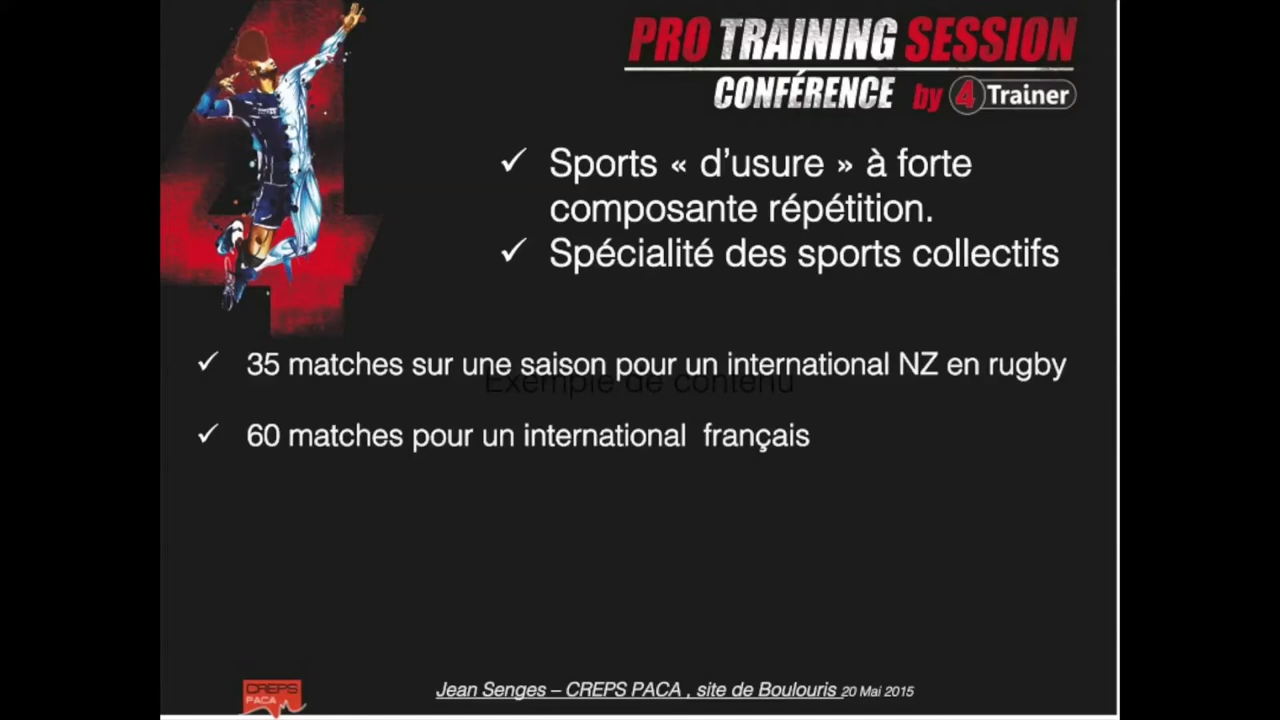 PRO TRAINING SESSION
CONFÉRENCE by 4 Trainer
✓ Sports « d’usure » à forte
composante répétition.
✓ Spécialité des sports collectifs
✓ 35 matches sur une saison pour un international NZ en rugby
Exemple de contenu
✓ 60 matches pour un international français
CREPS
PACA
Jean Senges – CREPS PACA , site de Boulouris 20 Mai 2015